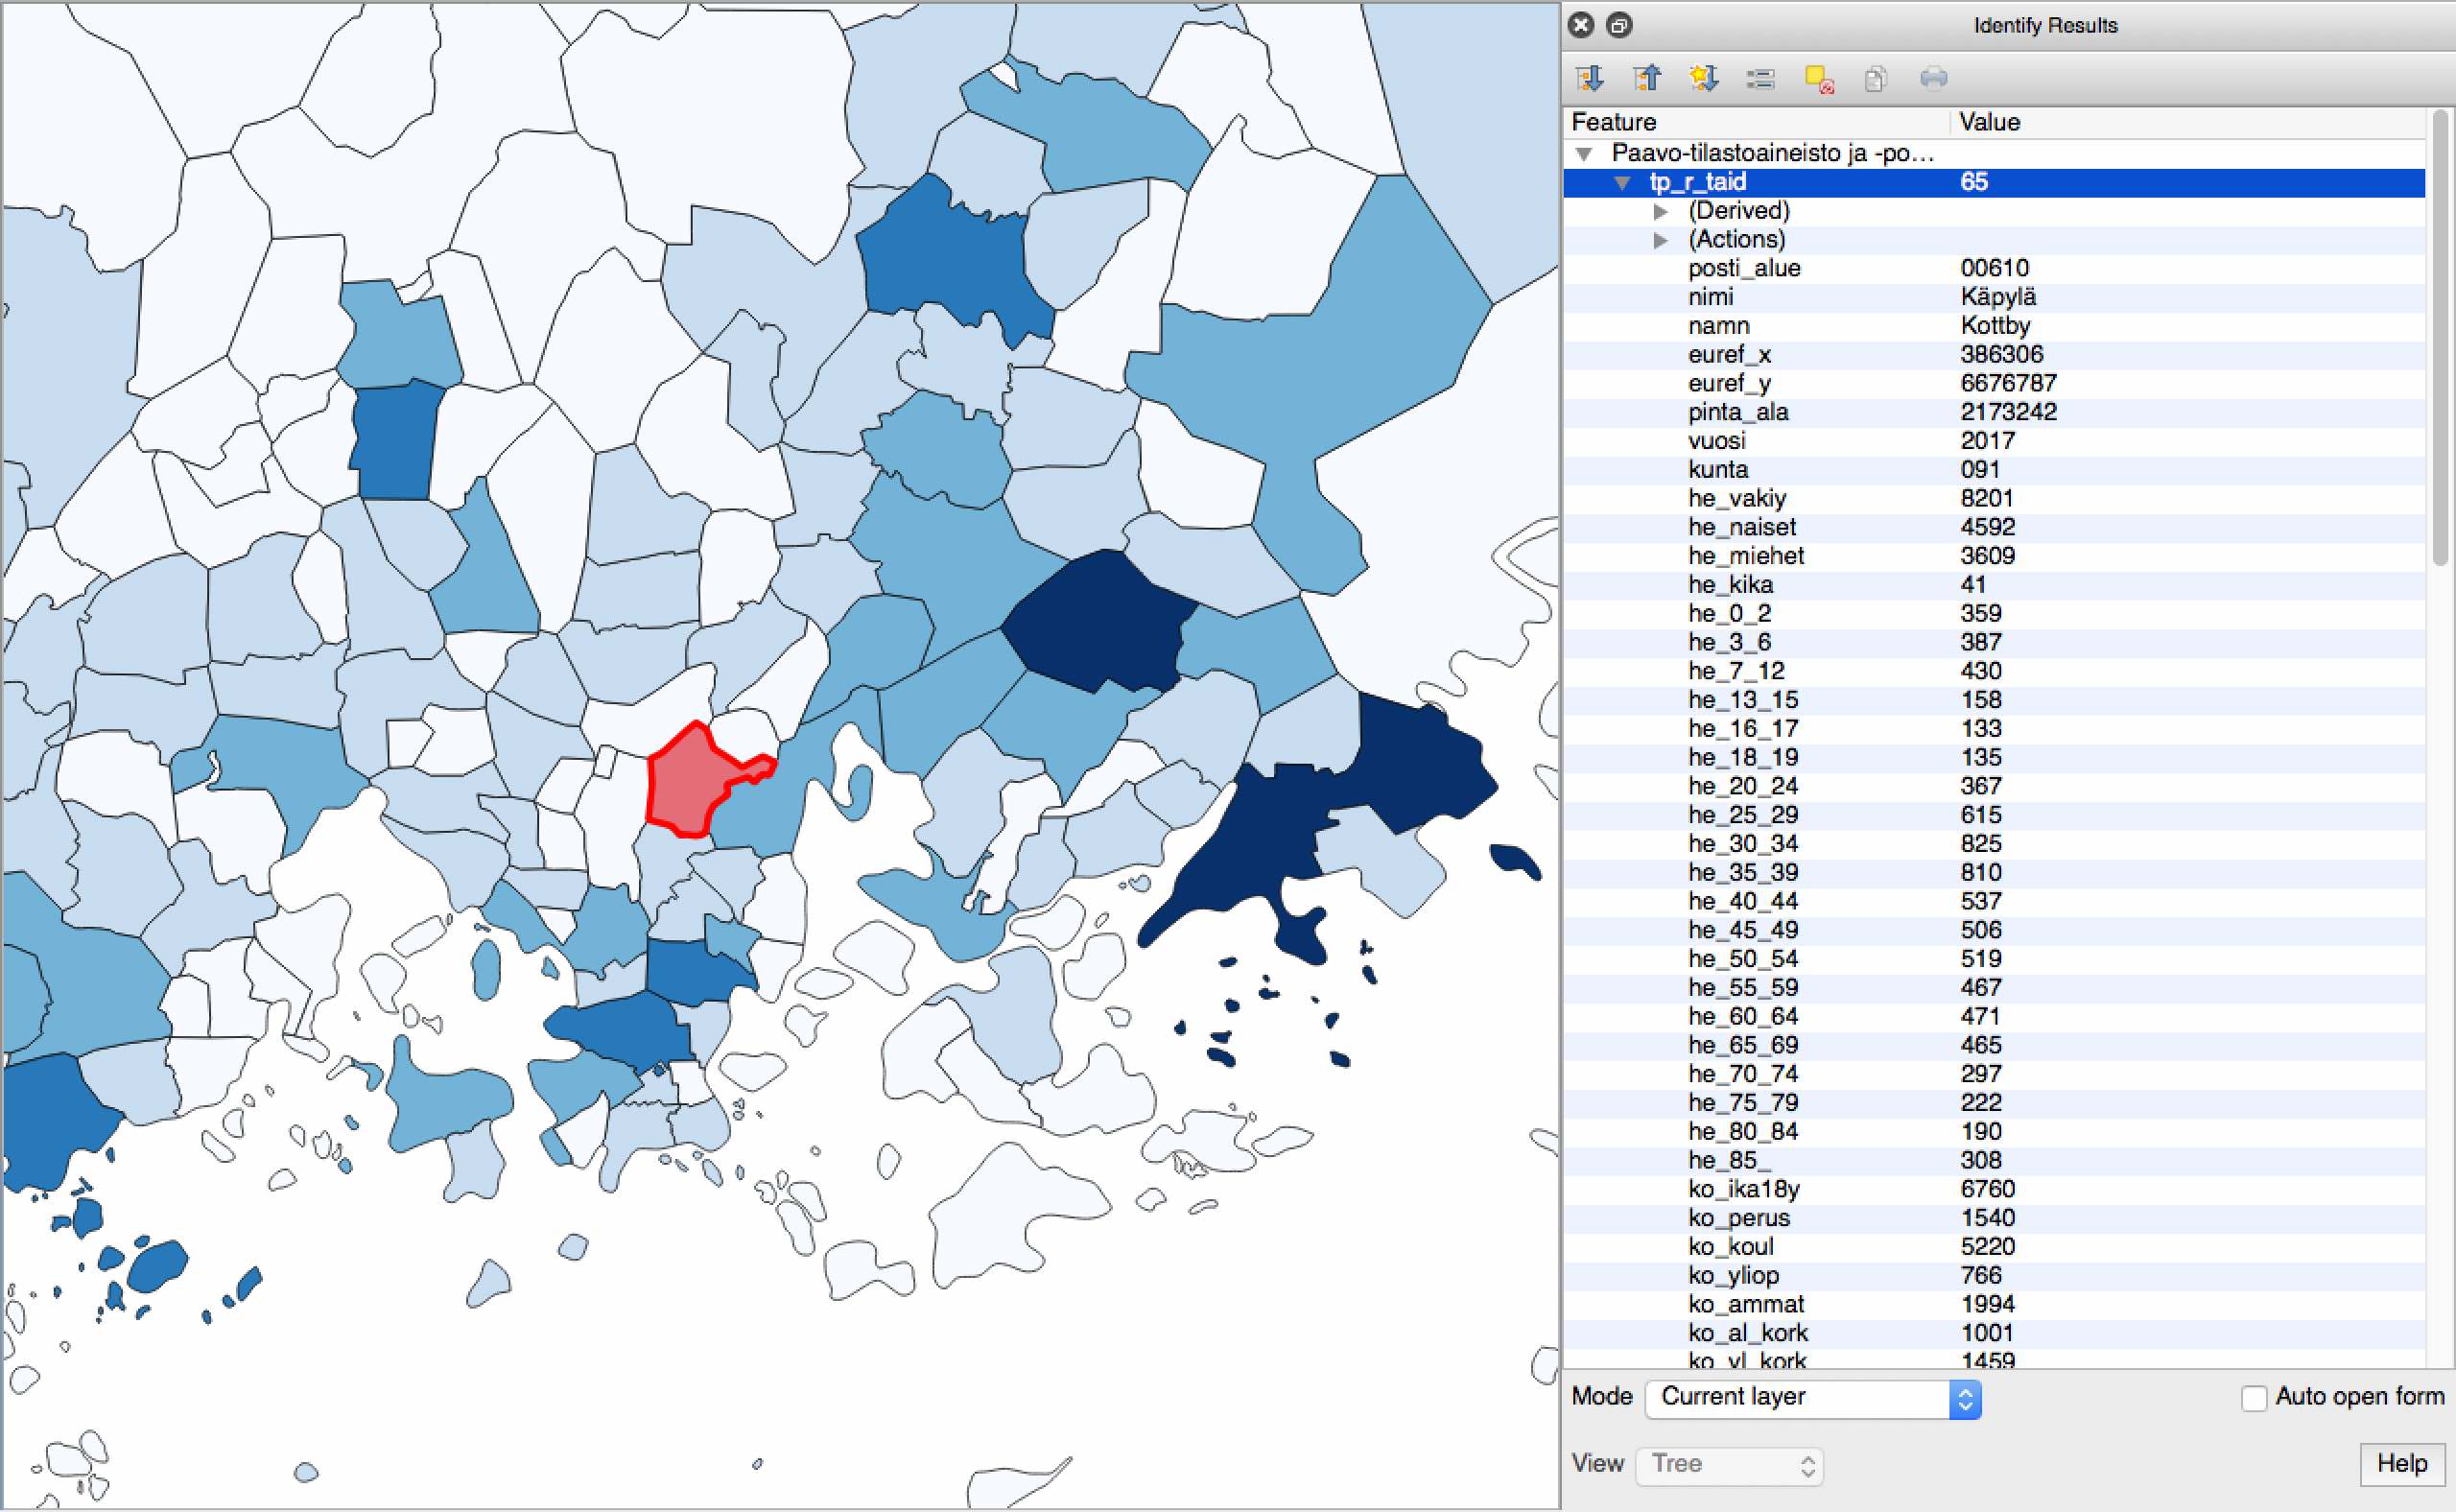 Identify Results
Feature Value
Paavo-tilastoaineisto ja -po...
tp_r_taid 65
(Derived)
(Actions)
posti_alue 00610
nimi Käpylä
namn Kottby
euref_x 386306
euref_y 6676787
pinta_ala 2173242
vuosi 2017
kunta 091
he_vakiy 8201
he_naiset 4592
he_miehet 3609
he_kika 41
he_0_2 359
he_3_6 387
he_7_12 430
he_13_15 158
he_16_17 133
he_18_19 135
he_20_24 367
he_25_29 615
he_30_34 825
he_35_39 810
he_40_44 537
he_45_49 506
he_50_54 519
he_55_59 467
he_60_64 471
he_65_69 465
he_70_74 297
he_75_79 222
he_80_84 190
he_85_ 308
ko_ika18y 6760
ko_perus 1540
ko_koul 5220
ko_yliop 766
ko_ammat 1994
ko_al_kork 1001
ko_yl_kork 1459
Mode Current layer Auto open form
View Tree Help